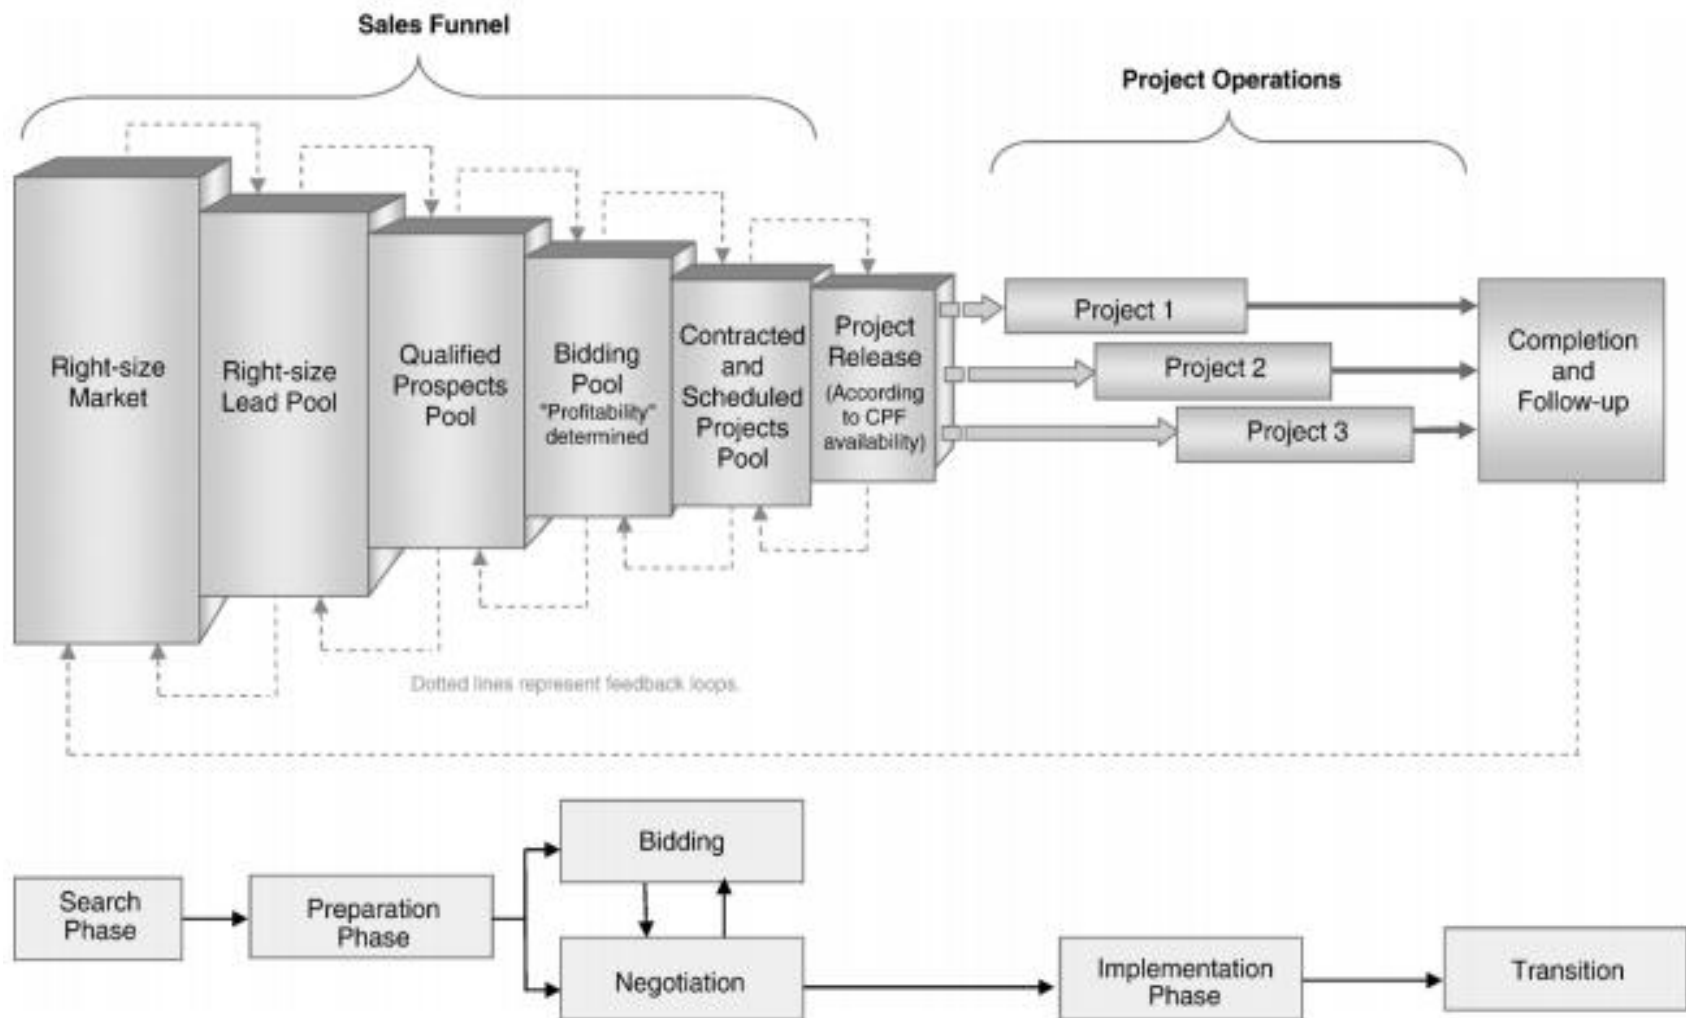 Sales Funnel
Project Operations
Right-size
Market
Right-size
Lead Pool
Qualified
Prospects
Pool
Bidding
Pool
"Profitability"
determined
Contracted
and
Scheduled
Projects
Pool
Project
Release
(According
to CPF
availability)
Project 1
Project 2
Project 3
Completion
and
Follow-up
Dotted lines represent feedback loops.
Search
Phase
Preparation
Phase
Bidding
Negotiation
Implementation
Phase
Transition